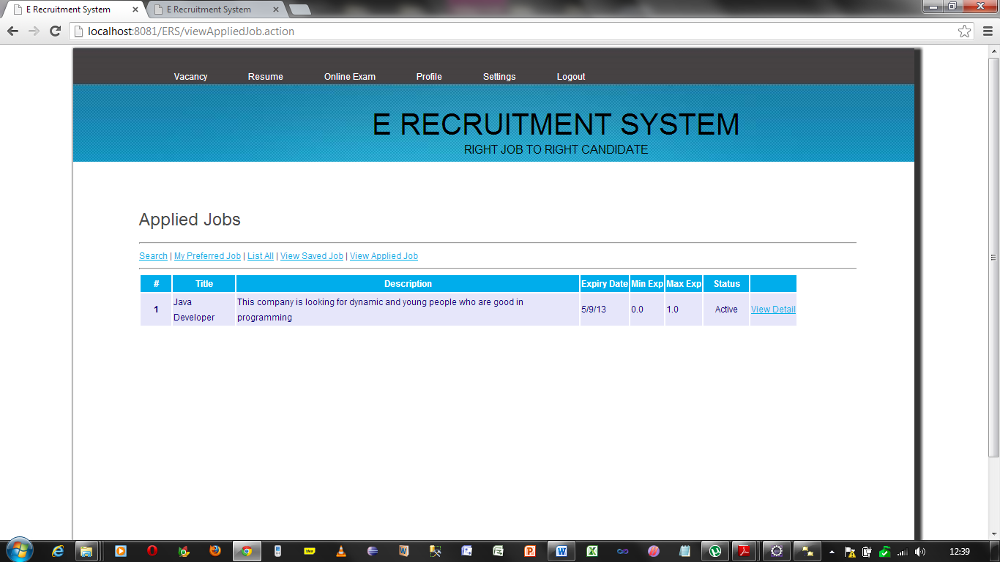 E Recruitment System
E Recruitment System
localhost:8081/ERS/viewAppliedJob.action
Vacancy Resume Online Exam Profile Settings Logout
E RECRUITMENT SYSTEM
RIGHT JOB TO RIGHT CANDIDATE
Applied Jobs
Search | My Preferred Job | List All | View Saved Job | View Applied Job
# Title Description Expiry Date Min Exp Max Exp Status
1 Java Developer This company is looking for dynamic and young people who are good in programming 5/9/13 0.0 1.0 Active View Detail
12:39